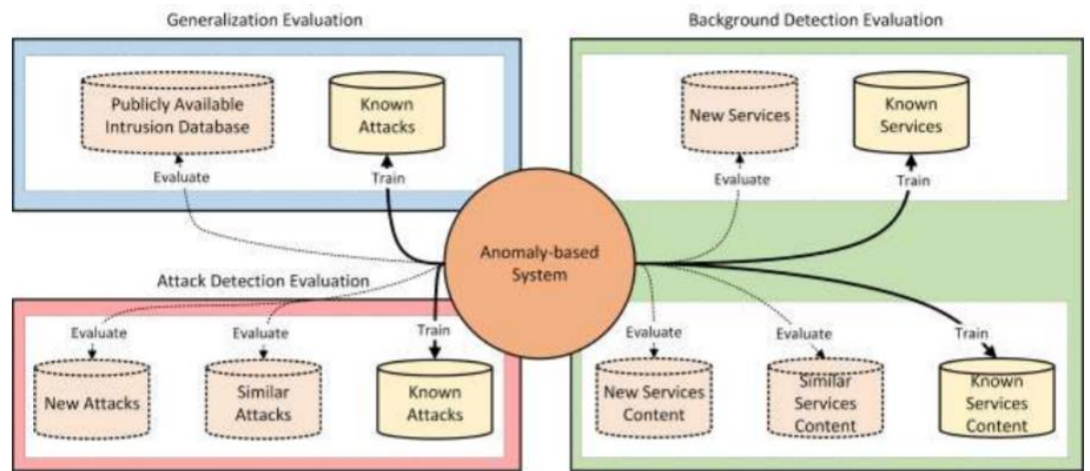 Generalization Evaluation
Background Detection Evaluation
Publicly Available
Intrusion Database
Known
Attacks
New Services
Known
Services
Evaluate
Train
Evaluate
Train
Anomaly-based
System
Attack Detection Evaluation
Evaluate
Evaluate
Train
Evaluate
Evaluate
Train
New Attacks
Similar
Attacks
Known
Attacks
New Services
Content
Similar
Services
Content
Known
Services
Content